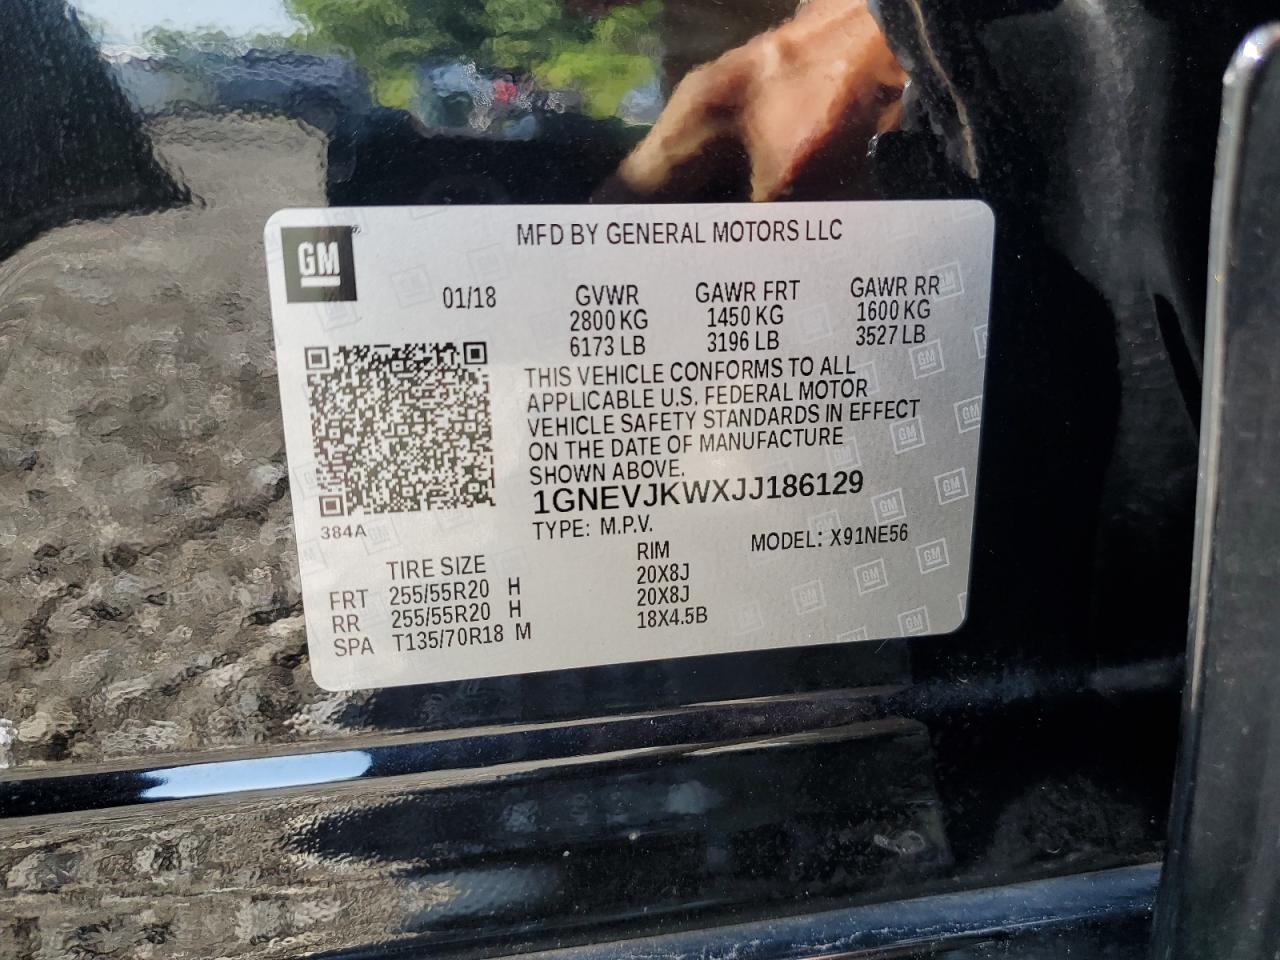 GM
MFD BY GENERAL MOTORS LLC
01/18
GVWR GAWR FRT GAWR RR
2800 KG 1450 KG 1600 KG
6173 LB 3196 LB 3527 LB
THIS VEHICLE CONFORMS TO ALL
APPLICABLE U.S. FEDERAL MOTOR
VEHICLE SAFETY STANDARDS IN EFFECT
ON THE DATE OF MANUFACTURE
SHOWN ABOVE.
1GNEVJKWXJJ186129
384A
TYPE: M.P.V. MODEL: X91NE56
TIRE SIZE RIM
FRT 255/55R20 H 20X8J
RR 255/55R20 H 20X8J
SPA T135/70R18 M 18X4.5B